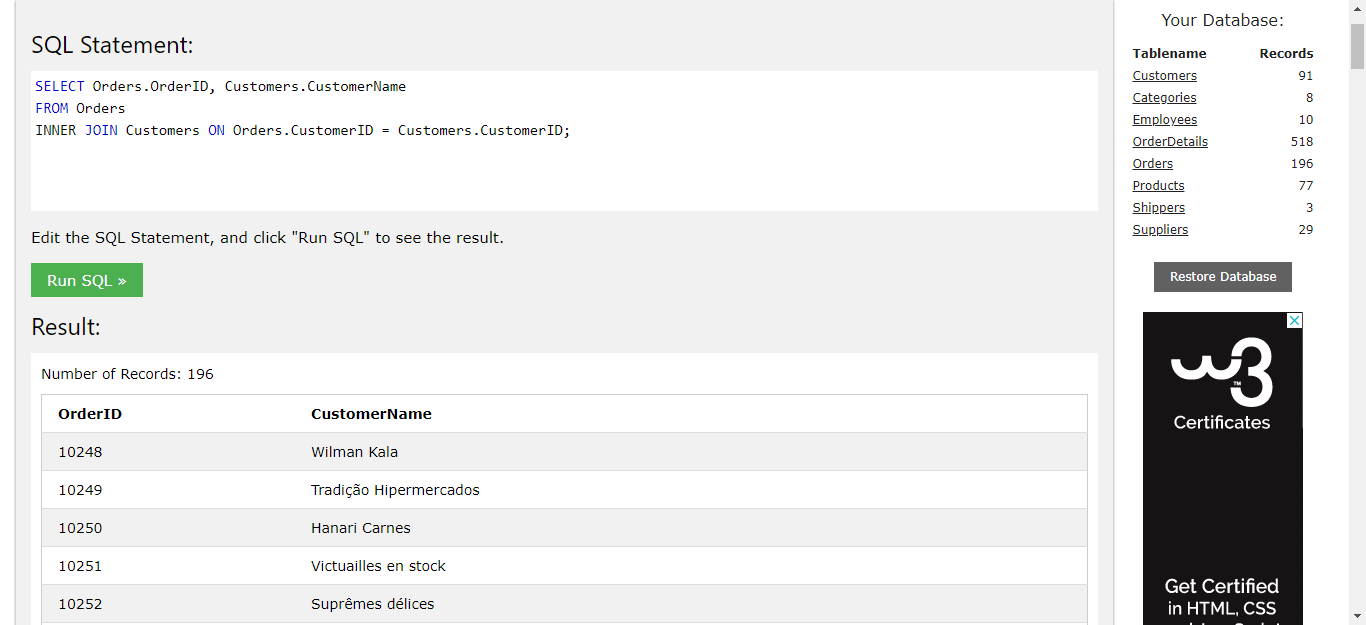 SQL Statement:
SELECT Orders.OrderID, Customers.CustomerName
FROM Orders
INNER JOIN Customers ON Orders.CustomerID = Customers.CustomerID;
Edit the SQL Statement, and click "Run SQL" to see the result.
Run SQL »
Result:
Number of Records: 196
OrderID CustomerName
10248 Wilman Kala
10249 Tradição Hipermercados
10250 Hanari Carnes
10251 Victuailles en stock
10252 Suprêmes délices
Your Database:
Tablename Records
Customers 91
Categories 8
Employees 10
OrderDetails 518
Orders 196
Products 77
Shippers 3
Suppliers 29
Restore Database
w3™
Certificates
Get Certified
in HTML, CSS